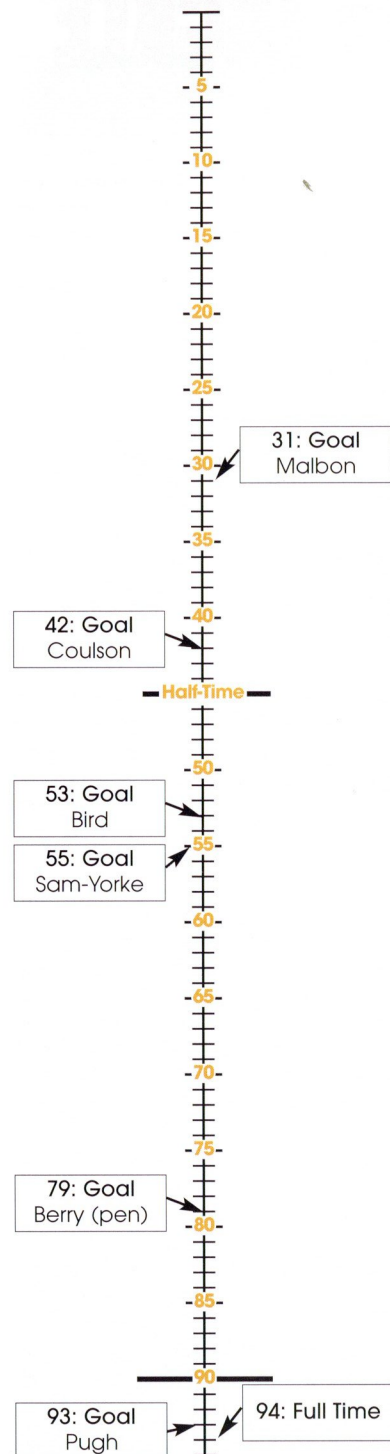 5
10
15
20
25
31: Goal
Malbon
30
35
40
42: Goal
Coulson
Half-Time
50
53: Goal
Bird
55
55: Goal
Sam-Yorke
60
65
70
75
79: Goal
Berry (pen)
80
85
90
93: Goal
Pugh
94: Full Time